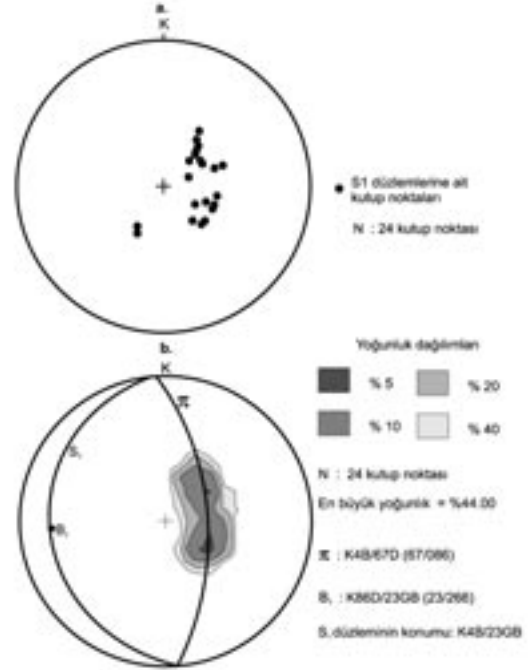 a.
K
S1 düzlemlerine ait
kutup noktaları
N : 24 kutup noktası
b.
K
π
S₁
B₁
Yoğunluk dağılımları
% 5
% 20
% 10
% 40
N : 24 kutup noktası
En büyük yoğunlık = %44.00
π : K4B/67D (67/086)
B₁ : K86D/23GB (23/266)
S₁ düzleminin konumu: K4B/23GB